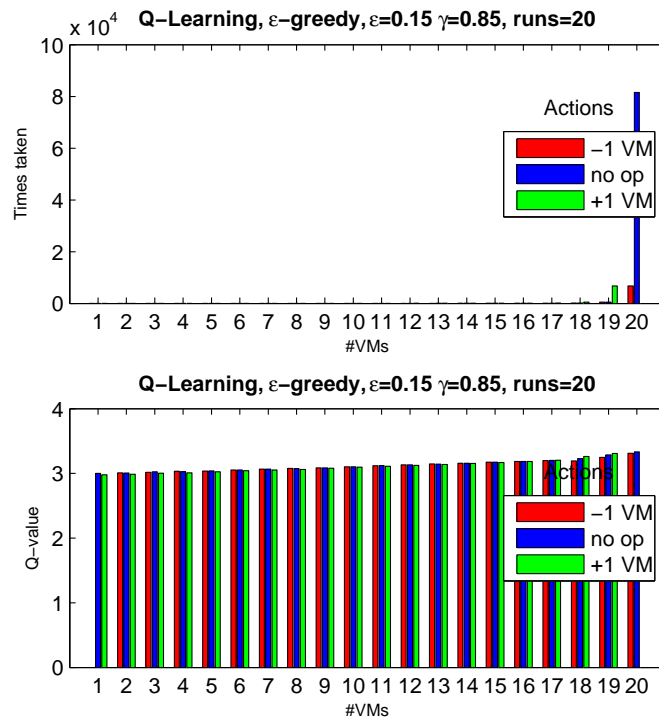 Q−Learning, ε−greedy, ε=0.15 γ=0.85, runs=20
x 10⁴
10
8
6
4
2
0
Times taken
Actions
−1 VM
no op
+1 VM
1 2 3 4 5 6 7 8 9 10 11 12 13 14 15 16 17 18 19 20
#VMs
Q−Learning, ε−greedy, ε=0.15 γ=0.85, runs=20
4
3
2
1
0
Q−value
Actions
−1 VM
no op
+1 VM
1 2 3 4 5 6 7 8 9 10 11 12 13 14 15 16 17 18 19 20
#VMs